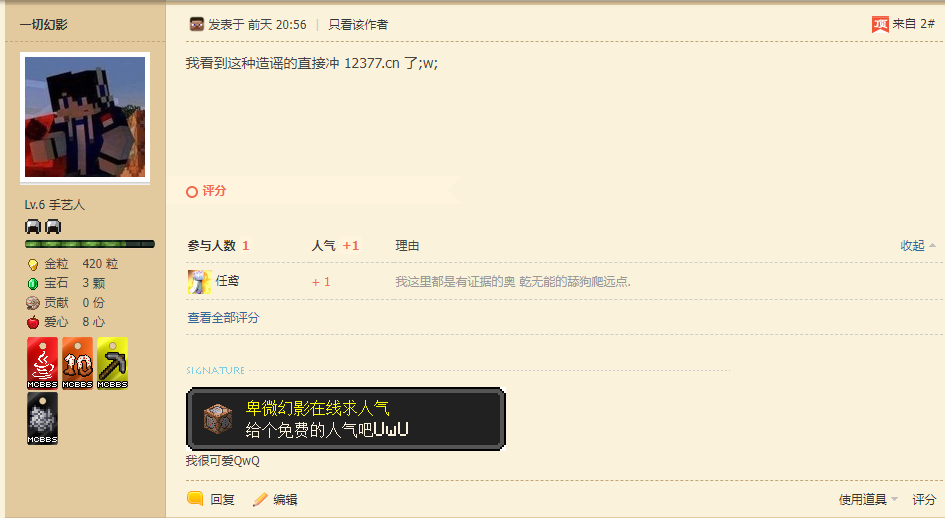 一切幻影
发表于 前天 20:56 | 只看该作者
顶 来自 2#
我看到这种造谣的直接冲 12377.cn 了;w;
Lv.6 手艺人
金粒 420 粒
宝石 3 颗
贡献 0 份
爱心 8 心
MCBBS
10 MCBBS
MCBBS
MCBBS
评分
参与人数 1 人气 +1 理由 收起
任鸢 + 1 我这里都是有证据的奥 乾无能的舔狗爬远点.
查看全部评分
SIGNATURE
卑微幻影在线求人气
给个免费的人气吧UwU
我很可爱QwQ
回复 编辑 使用道具 评分